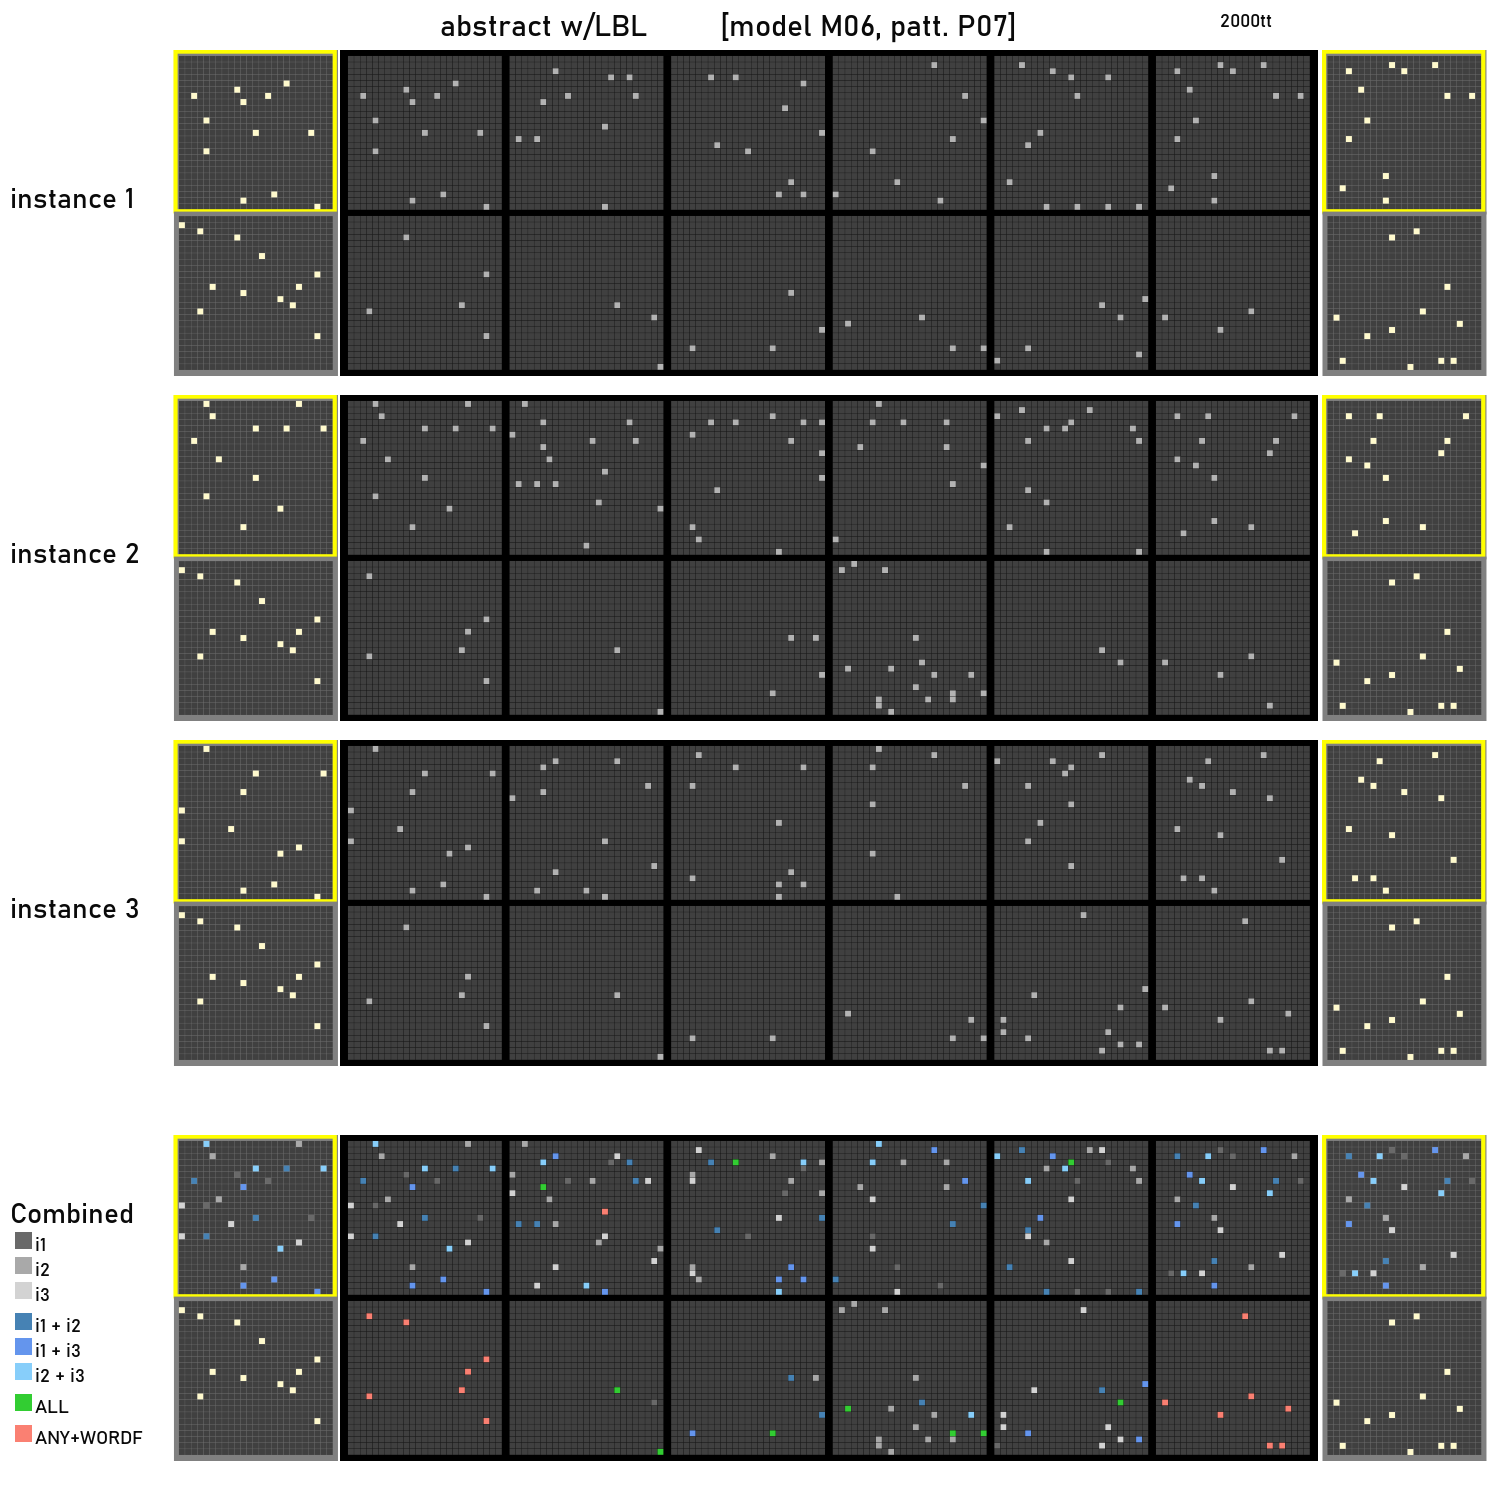 abstract w/LBL [model M06, patt. P07] 2000tt
instance 1
instance 2
instance 3
Combined
i1
i2
i3
i1 + i2
i1 + i3
i2 + i3
ALL
ANY+WORDF